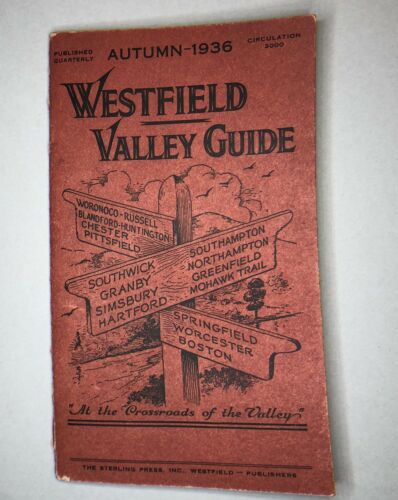 PUBLISHED
QUARTERLY
AUTUMN-1936
CIRCULATION
5000
WESTFIELD
VALLEY GUIDE
WORONOCO-RUSSELL
BLANDFORD-HUNTINGTON
CHESTER
PITTSFIELD
SOUTHWICK
GRANBY
SIMSBURY
HARTFORD
SOUTHAMPTON
NORTHAMPTON
GREENFIELD
MOHAWK TRAIL
SPRINGFIELD
WORCESTER
BOSTON
"At the Crossroads of the Valley"
THE STERLING PRESS, INC., WESTFIELD — PUBLISHERS